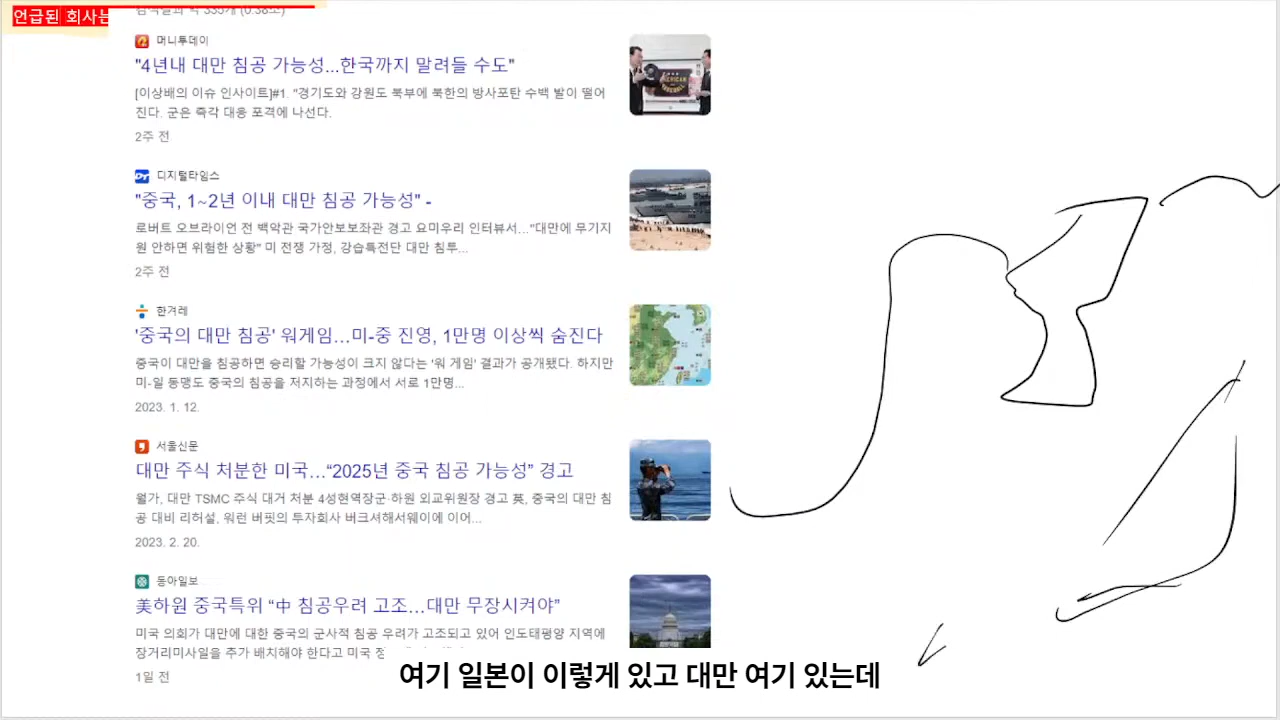 언급된 회사는
검색결과 약 335개 (0.38초)
머니투데이
"4년내 대만 침공 가능성...한국까지 말려들 수도"
[이상배의 이슈 인사이트]#1. "경기도와 강원도 북부에 북한의 방사포탄 수백 발이 떨어
진다. 군은 즉각 대응 포격에 나선다.
2주 전
디지털타임스
"중국, 1~2년 이내 대만 침공 가능성" -
로버트 오브라이언 전 백악관 국가안보보좌관 경고 요미우리 인터뷰서..."대만에 무기지
원 안하면 위험한 상황" 미 전쟁 가정, 강습특전단 대만 침투...
2주 전
한겨레
'중국의 대만 침공' 워게임...미-중 진영, 1만명 이상씩 숨진다
중국이 대만을 침공하면 승리할 가능성이 크지 않다는 '워 게임' 결과가 공개됐다. 하지만
미-일 동맹도 중국의 침공을 저지하는 과정에서 서로 1만명...
2023. 1. 12.
서울신문
대만 주식 처분한 미국...“2025년 중국 침공 가능성” 경고
월가, 대만 TSMC 주식 대거 처분 4성현역장군·하원 외교위원장 경고 英, 중국의 대만 침
공 대비 리허설, 워런 버핏의 투자회사 버크셔해서웨이에 이어...
2023. 2. 20.
동아일보
美하원 중국특위 “中 침공우려 고조...대만 무장시켜야”
미국 의회가 대만에 대한 중국의 군사적 침공 우려가 고조되고 있어 인도태평양 지역에
장거리미사일을 추가 배치해야 한다고 미국
1일 전
여기 일본이 이렇게 있고 대만 여기 있는데